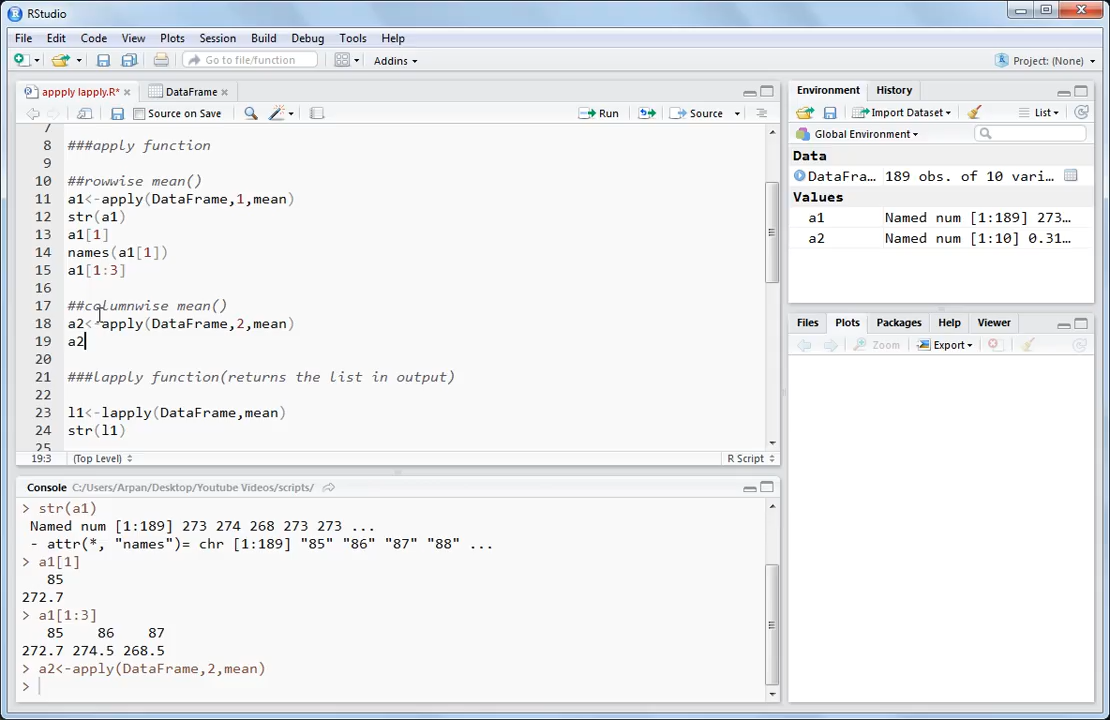 RStudio
File Edit Code View Plots Session Build Debug Tools Help
Go to file/function Addins Project: (None)
appply lapply.R* DataFrame
Source on Save Run Source
7
8 ###apply function
9
10 ##rowwise mean()
11 a1<-apply(DataFrame,1,mean)
12 str(a1)
13 a1[1]
14 names(a1[1])
15 a1[1:3]
16
17 ##columnwise mean()
18 a2<-apply(DataFrame,2,mean)
19 a2
20
21 ###lapply function(returns the list in output)
22
23 l1<-lapply(DataFrame,mean)
24 str(l1)
25
19:3 (Top Level) R Script
Console C:/Users/Arpan/Desktop/Youtube Videos/scripts/
> str(a1)
Named num [1:189] 273 274 268 273 273 ...
- attr(*, "names")= chr [1:189] "85" "86" "87" "88" ...
> a1[1]
85
272.7
> a1[1:3]
85 86 87
272.7 274.5 268.5
> a2<-apply(DataFrame,2,mean)
>
Environment History
Import Dataset List
Global Environment
Data
DataFra... 189 obs. of 10 vari...
Values
a1 Named num [1:189] 273...
a2 Named num [1:10] 0.31...
Files Plots Packages Help Viewer
Zoom Export